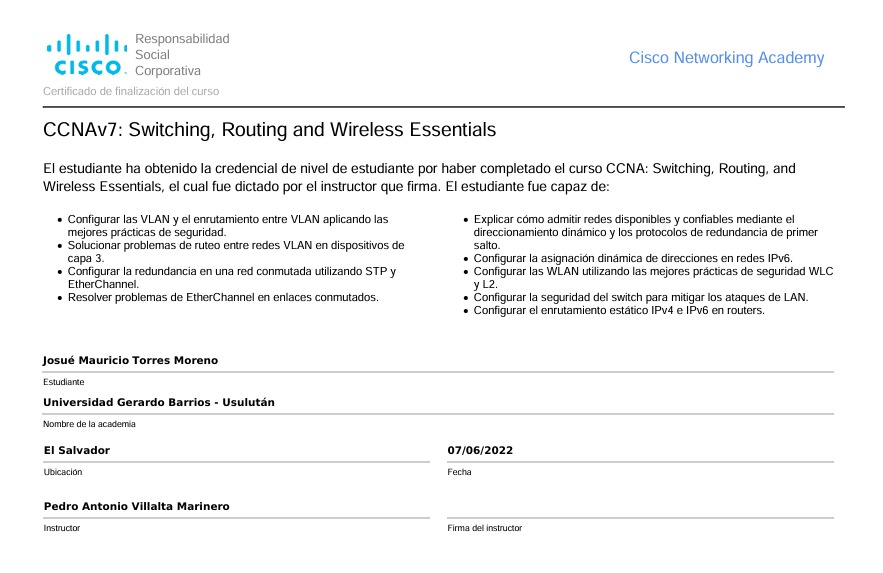 Responsabilidad
Social
Corporativa
CISCO
Cisco Networking Academy
Certificado de finalización del curso
CCNAv7: Switching, Routing and Wireless Essentials
El estudiante ha obtenido la credencial de nivel de estudiante por haber completado el curso CCNA: Switching, Routing, and
Wireless Essentials, el cual fue dictado por el instructor que firma. El estudiante fue capaz de:
• Configurar las VLAN y el enrutamiento entre VLAN aplicando las
mejores prácticas de seguridad.
• Solucionar problemas de ruteo entre redes VLAN en dispositivos de
capa 3.
• Configurar la redundancia en una red conmutada utilizando STP y
EtherChannel.
• Resolver problemas de EtherChannel en enlaces conmutados.
• Explicar cómo admitir redes disponibles y confiables mediante el
direccionamiento dinámico y los protocolos de redundancia de primer
salto.
• Configurar la asignación dinámica de direcciones en redes IPv6.
• Configurar las WLAN utilizando las mejores prácticas de seguridad WLC
y L2.
• Configurar la seguridad del switch para mitigar los ataques de LAN.
• Configurar el enrutamiento estático IPv4 e IPv6 en routers.
Josué Mauricio Torres Moreno
Estudiante
Universidad Gerardo Barrios - Usulután
Nombre de la academia
El Salvador
Ubicación
07/06/2022
Fecha
Pedro Antonio Villalta Marinero
Instructor
Firma del instructor